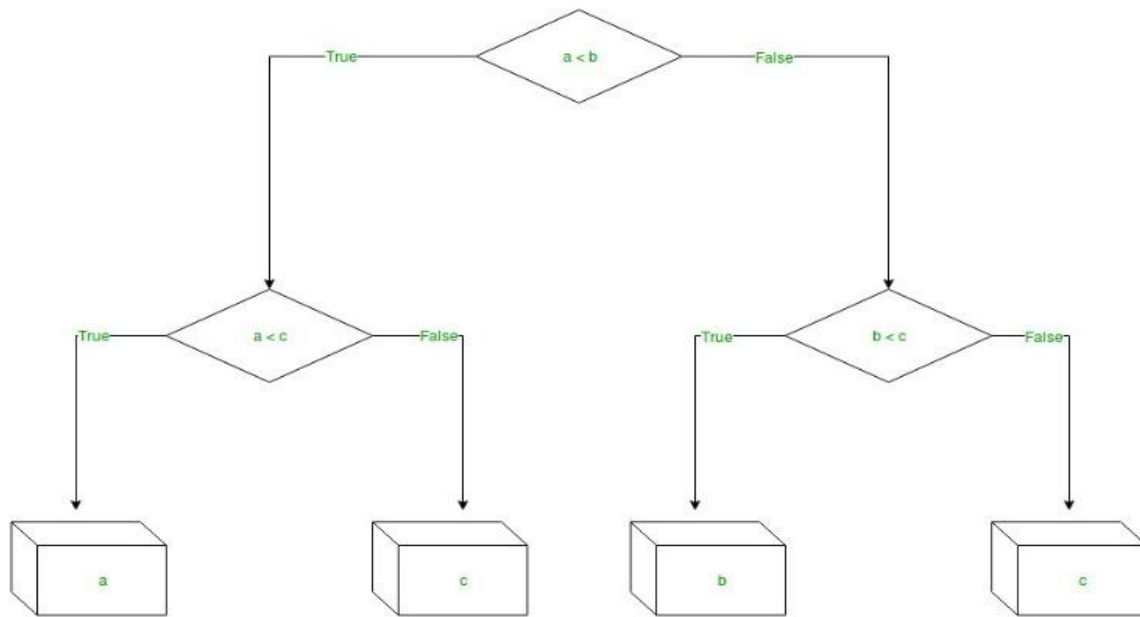 True
a < b
False
True
a < c
False
True
b < c
False
a
c
b
c